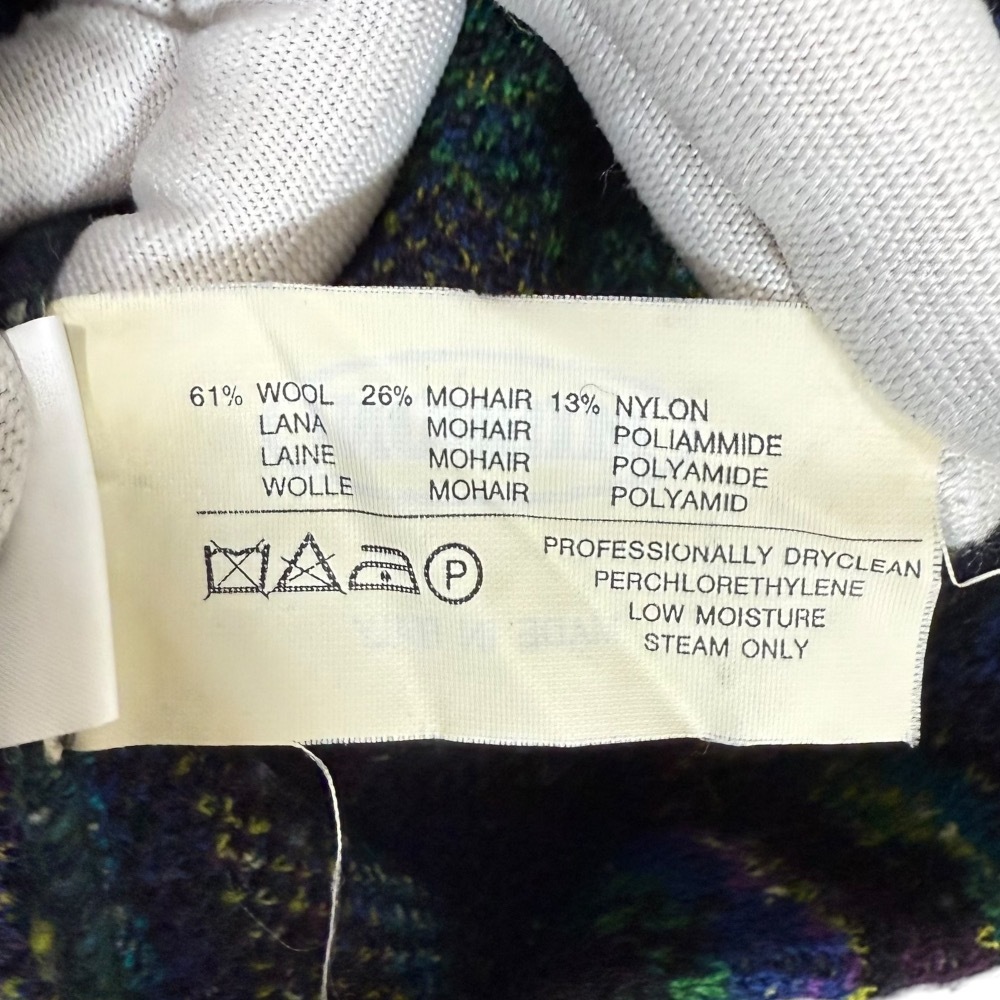 61% WOOL 26% MOHAIR 13% NYLON
LANA MOHAIR POLIAMMIDE
LAINE MOHAIR POLYAMIDE
WOLLE MOHAIR POLYAMID
P
PROFESSIONALLY DRYCLEAN
PERCHLORETHYLENE
LOW MOISTURE
STEAM ONLY